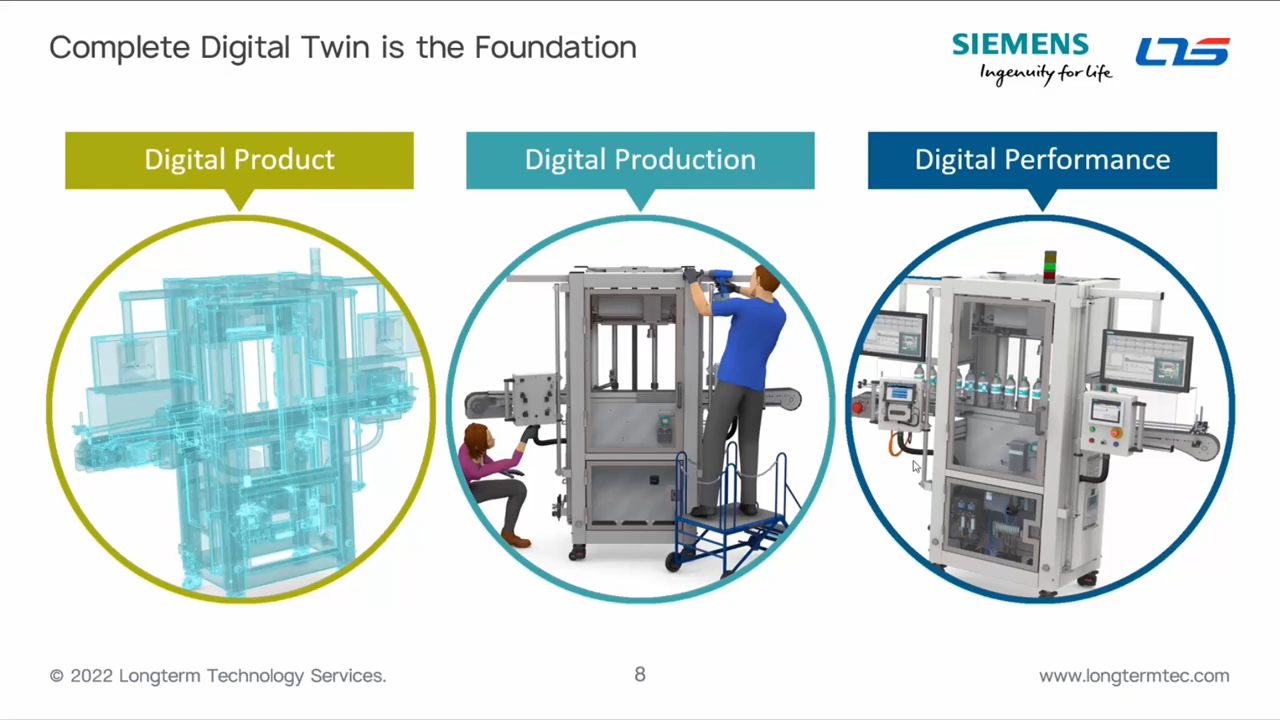 Complete Digital Twin is the Foundation
SIEMENS
Ingenuity for life
LTS
Digital Product
Digital Production
Digital Performance
© 2022 Longterm Technology Services.
8
www.longtermtec.com